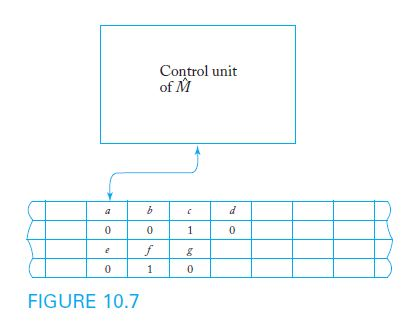 Control unit
of M̂
a b c d
0 0 1 0
e f g
0 1 0
FIGURE 10.7